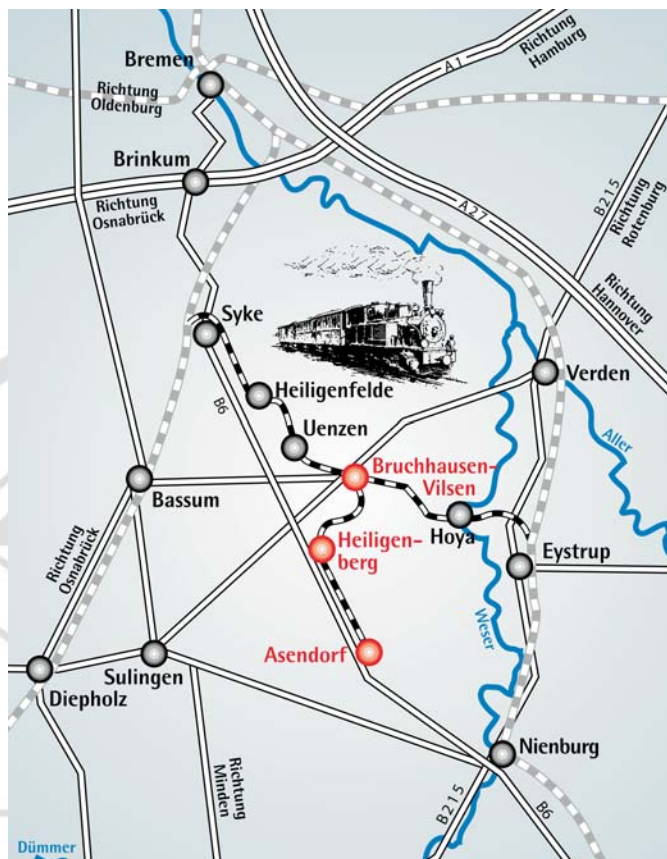 Bremen
Richtung
Oldenburg
A1
Richtung
Hamburg
Brinkum
Richtung
Osnabrück
A27
B215
Richtung
Rotenburg
Richtung
Hannover
Syke
B6
Heiligenfelde
Uenzen
Verden
Aller
Bruchhausen-
Vilsen
Bassum
Hoya
Heiligen-
berg
Eystrup
Richtung
Osnabrück
Weser
Asendorf
Sulingen
Diepholz
Nienburg
Richtung
Minden
B215
B6
Dümmer